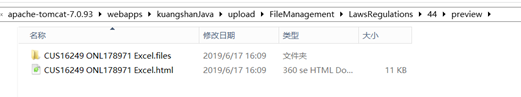 apache-tomcat-7.0.93 ▸ webapps ▸ kuangshanJava ▸ upload ▸ FileManagement ▸ LawsRegulations ▸ 44 ▸ preview ▸
名称 修改日期 类型 大小
CUS16249 ONL178971 Excel.files 2019/6/17 16:09 文件夹
CUS16249 ONL178971 Excel.html 2019/6/17 16:09 360 se HTML Do... 11 KB